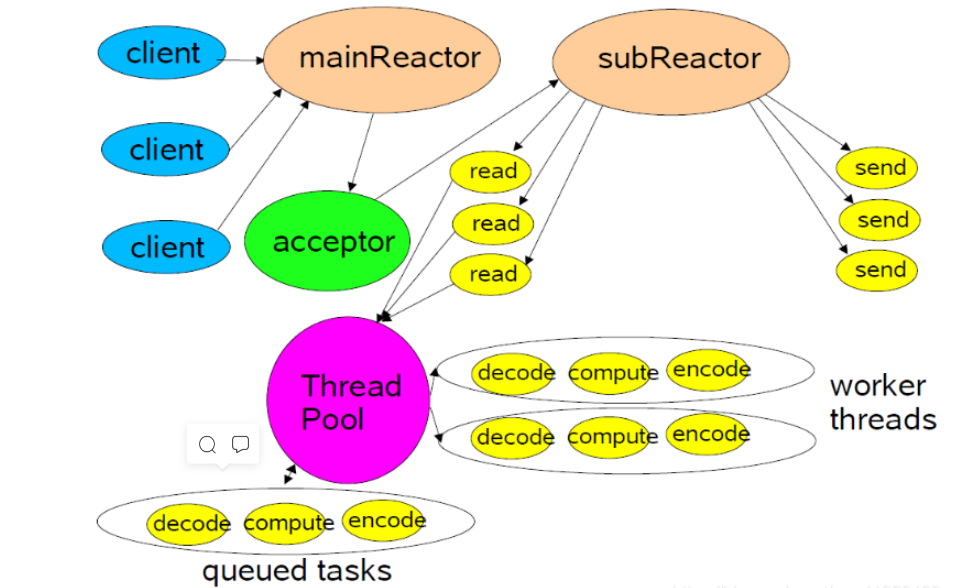 client
mainReactor
subReactor
client
client
acceptor
read
read
read
send
send
send
Thread
Pool
decode compute encode
decode compute encode
worker
threads
decode compute encode
queued tasks